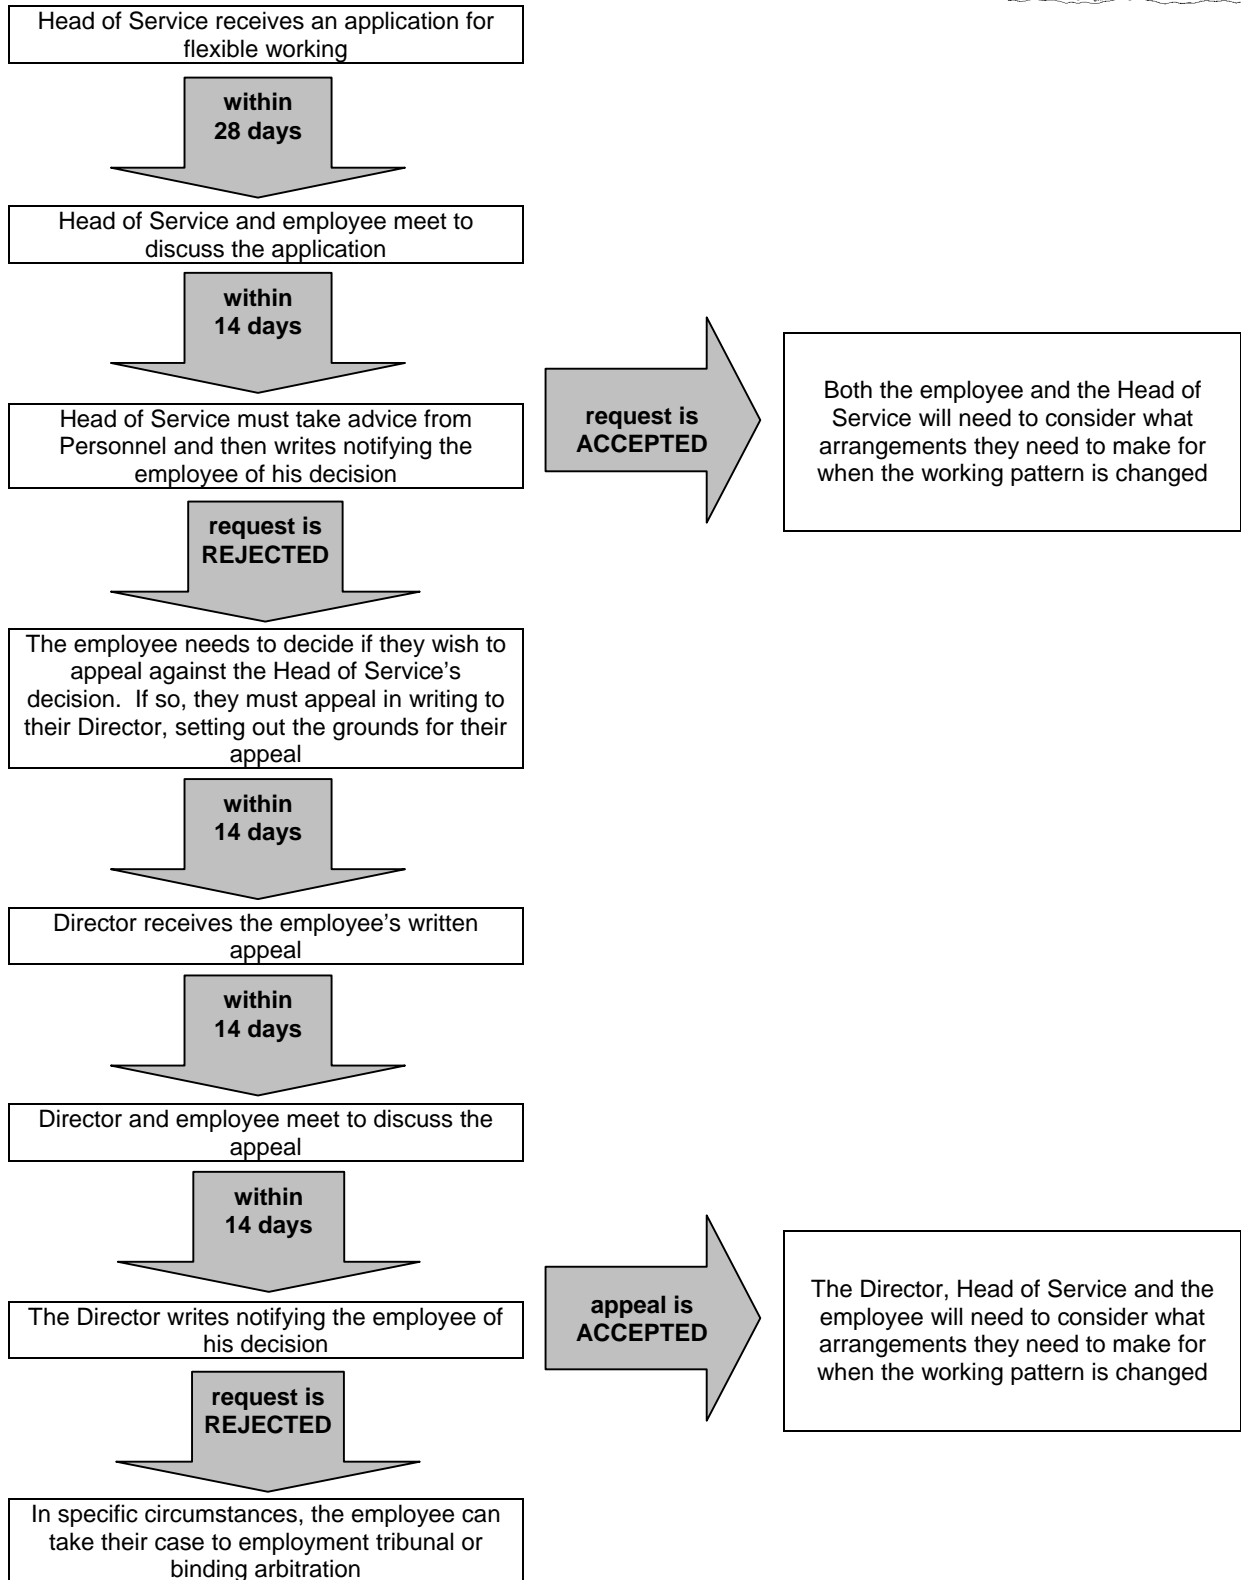 Head of Service receives an application for
flexible working
within
28 days
Head of Service and employee meet to
discuss the application
within
14 days
Head of Service must take advice from
Personnel and then writes notifying the
employee of his decision
request is
ACCEPTED
Both the employee and the Head of
Service will need to consider what
arrangements they need to make for
when the working pattern is changed
request is
REJECTED
The employee needs to decide if they wish to
appeal against the Head of Service’s
decision.  If so, they must appeal in writing to
their Director, setting out the grounds for their
appeal
within
14 days
Director receives the employee’s written
appeal
within
14 days
Director and employee meet to discuss the
appeal
within
14 days
The Director writes notifying the employee of
his decision
appeal is
ACCEPTED
The Director, Head of Service and the
employee will need to consider what
arrangements they need to make for
when the working pattern is changed
request is
REJECTED
In specific circumstances, the employee can
take their case to employment tribunal or
binding arbitration